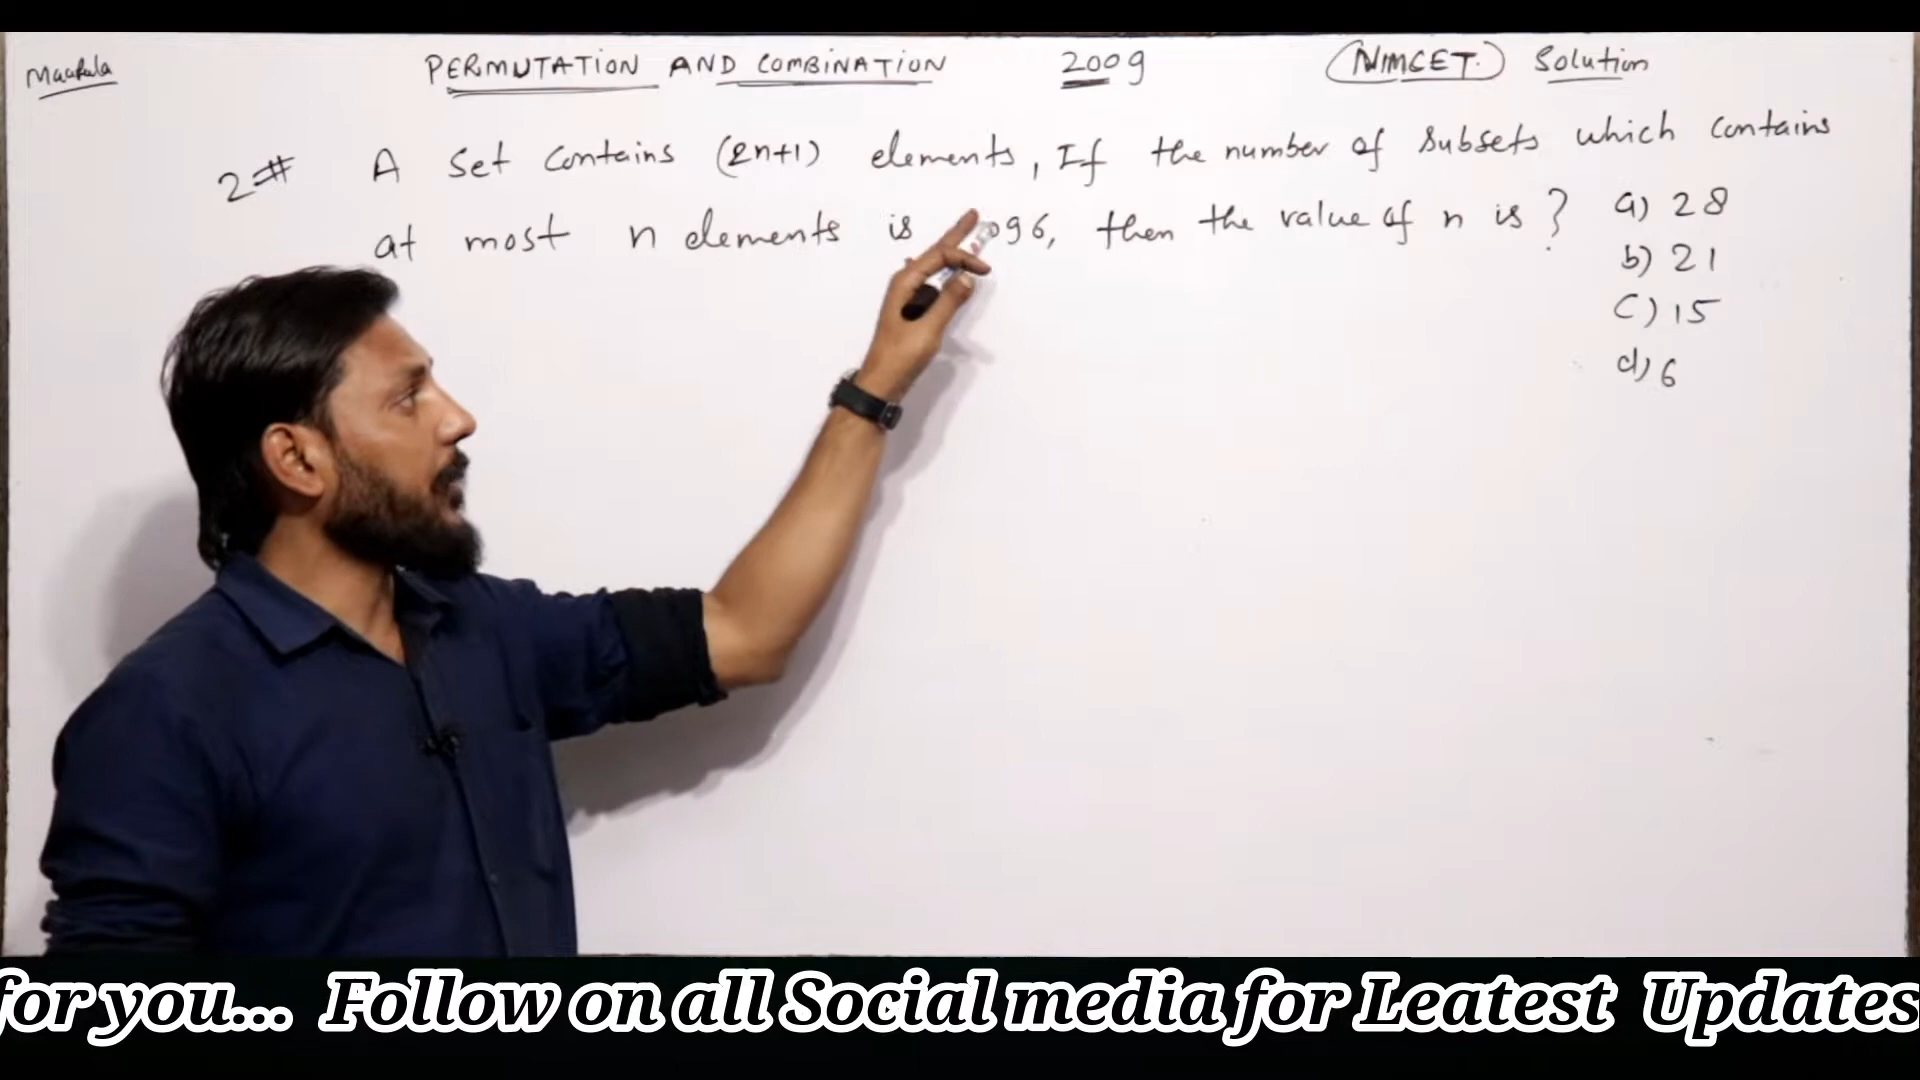 Maarula
PERMUTATION AND COMBINATION 2009 (NIMCET.) Solution
2# A Set Contains (2n+1) elements, If the number of Subsets which contains
at most n elements is 096, then the value of n is ?
a) 28
b) 21
c) 15
d) 6
for you... Follow on all Social media for Leatest Updates